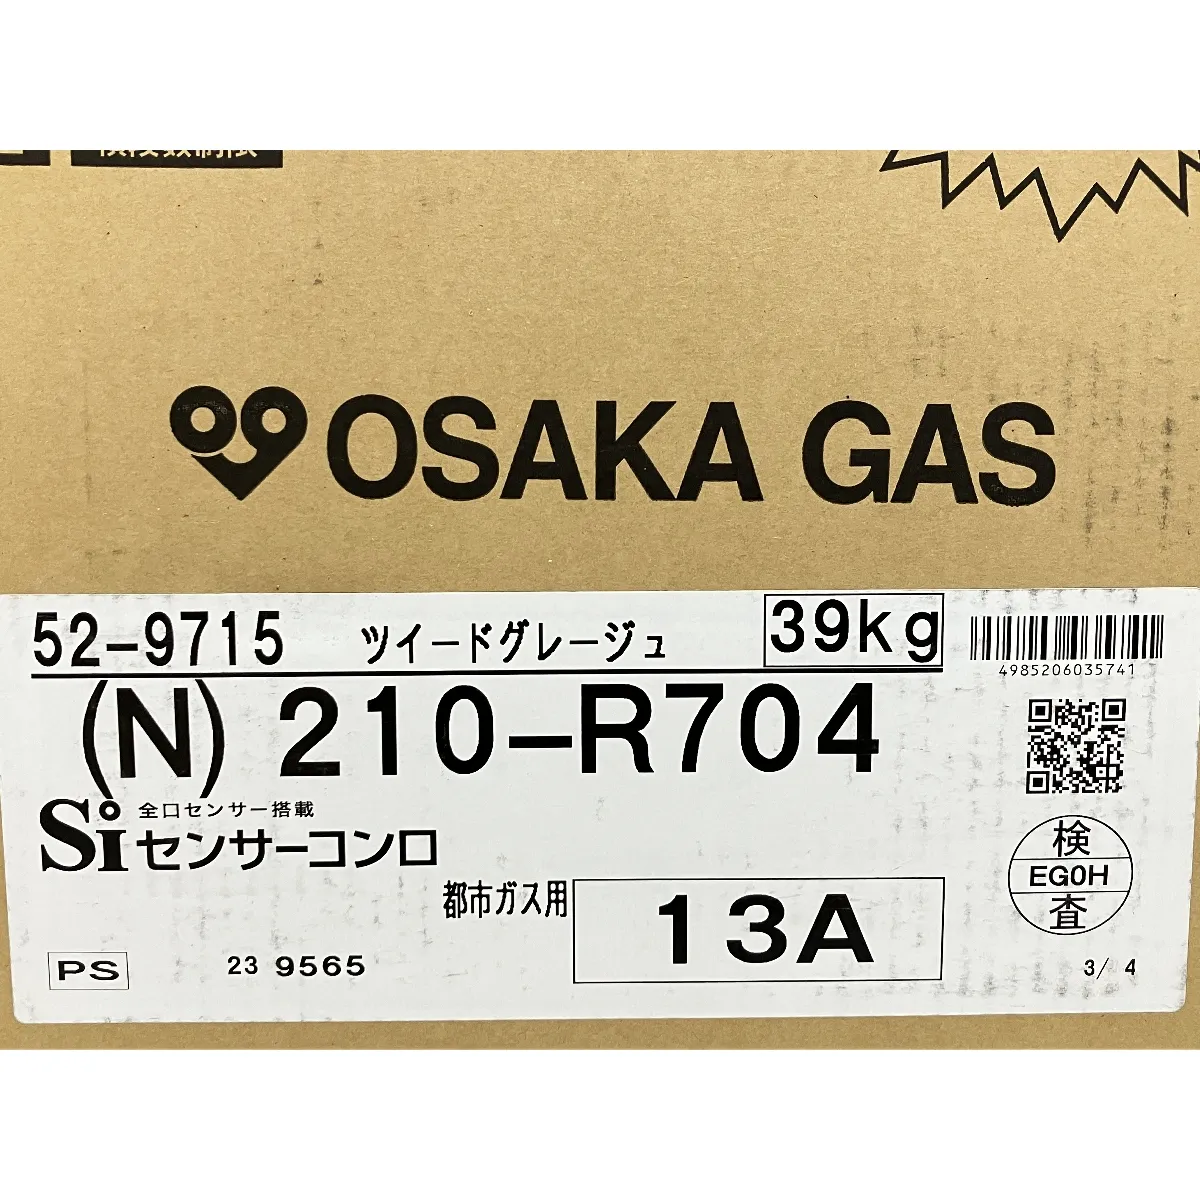 OSAKA GAS
52-9715 ツイードグレージュ 39kg
4985206035741
(N) 210-R704
Si 全口センサー搭載
センサーコンロ
検
EG0H
査
都市ガス用 13A
PS 23 9565
3/ 4